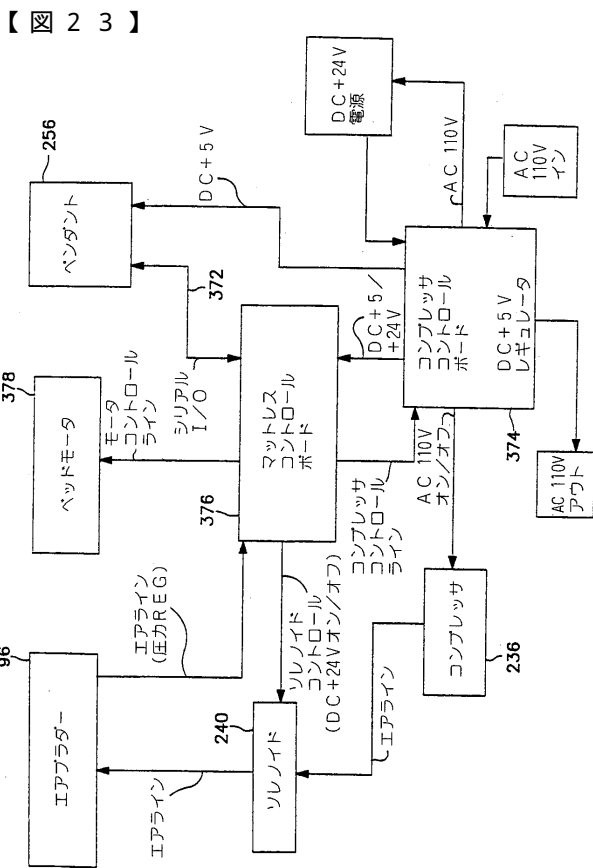 【図２３】
96
エアブラダー
エアライン
ソレノイド
240
エアライン
(圧力REG)
ソレノイド
コントロール
(DC+24Vオン/オフ)
エアライン
コンプレッサ
236
378
ベッドモータ
モータ
コントロール
ライン
376
マットレス
コントロール
ボード
コンプレッサ
コントロール
ライン
シリアル
I/O
372
ペンダント
256
DC+5V
DC+5/
+24V
AC 110V
オン/オフ
コンプレッサ
コントロール
ボード
DC+5V
レギュレータ
374
AC 110V
アウト
AC 110V
DC+24V
電源
AC
110V
イン